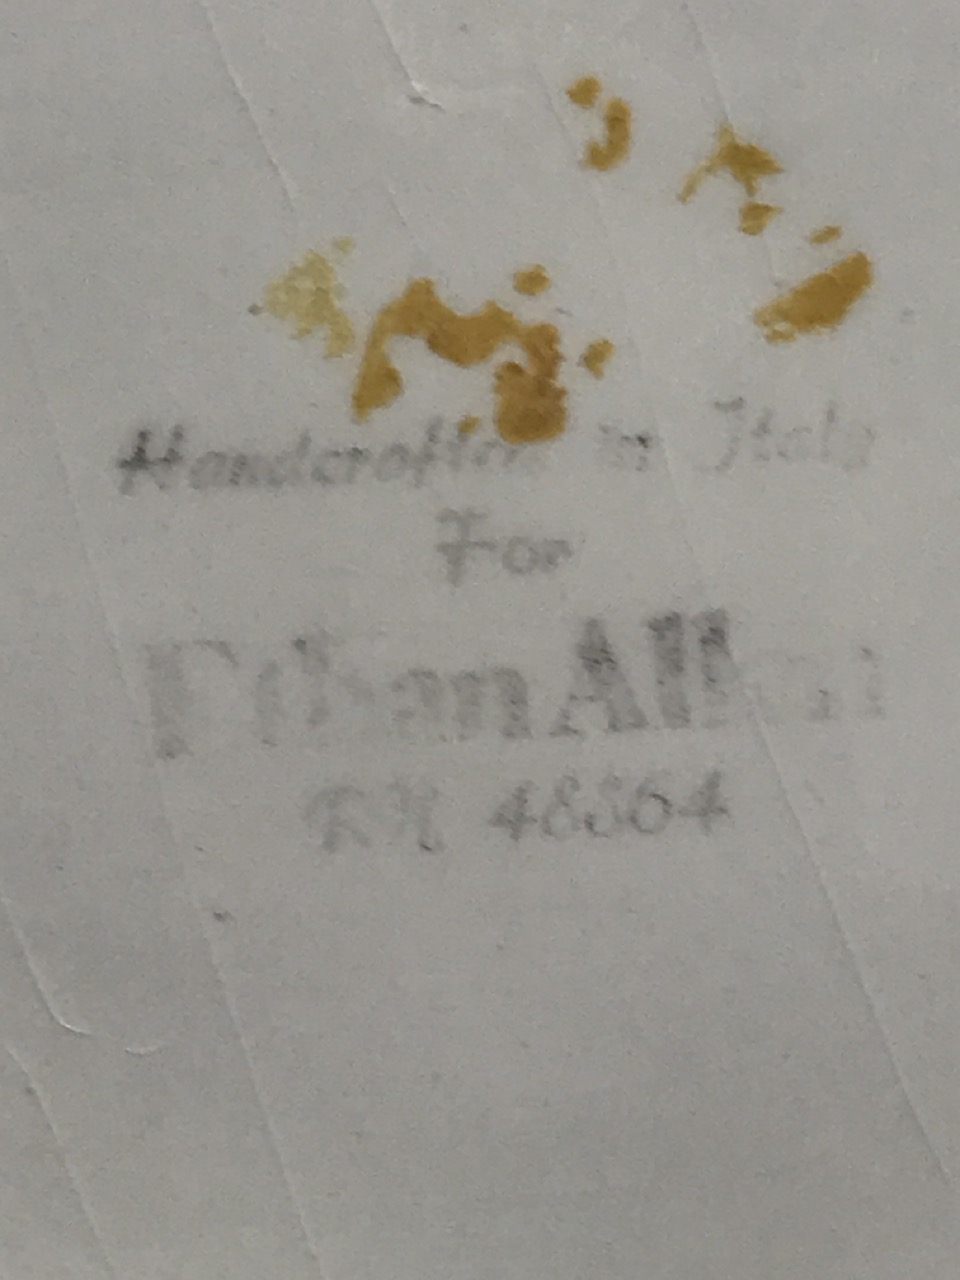 Handcrafted in Italy
For
Ethan Allen
RN 48864